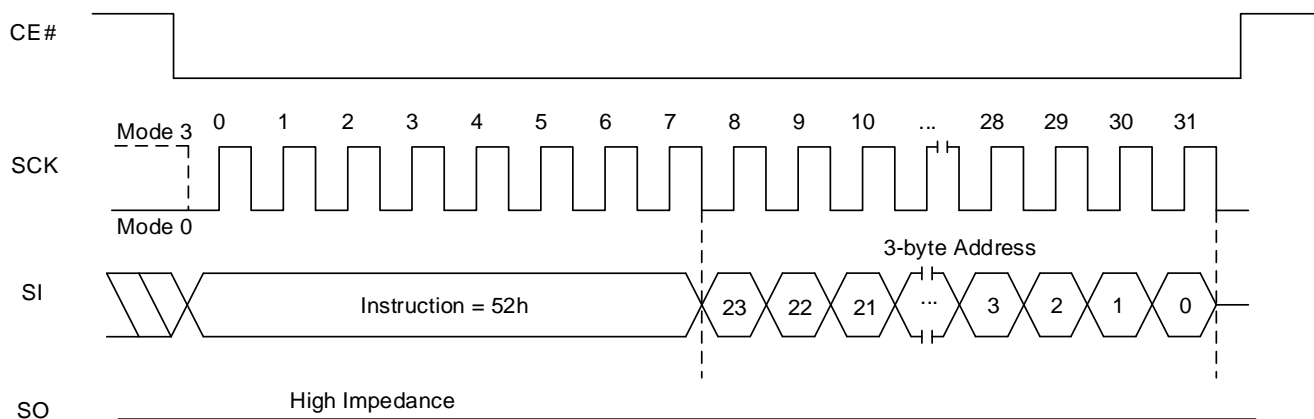 CE#
Mode 3
0 1 2 3 4 5 6 7 8 9 10 ... 28 29 30 31
SCK
Mode 0
3-byte Address
SI
Instruction = 52h
23 22 21 ... 3 2 1 0
High Impedance
SO